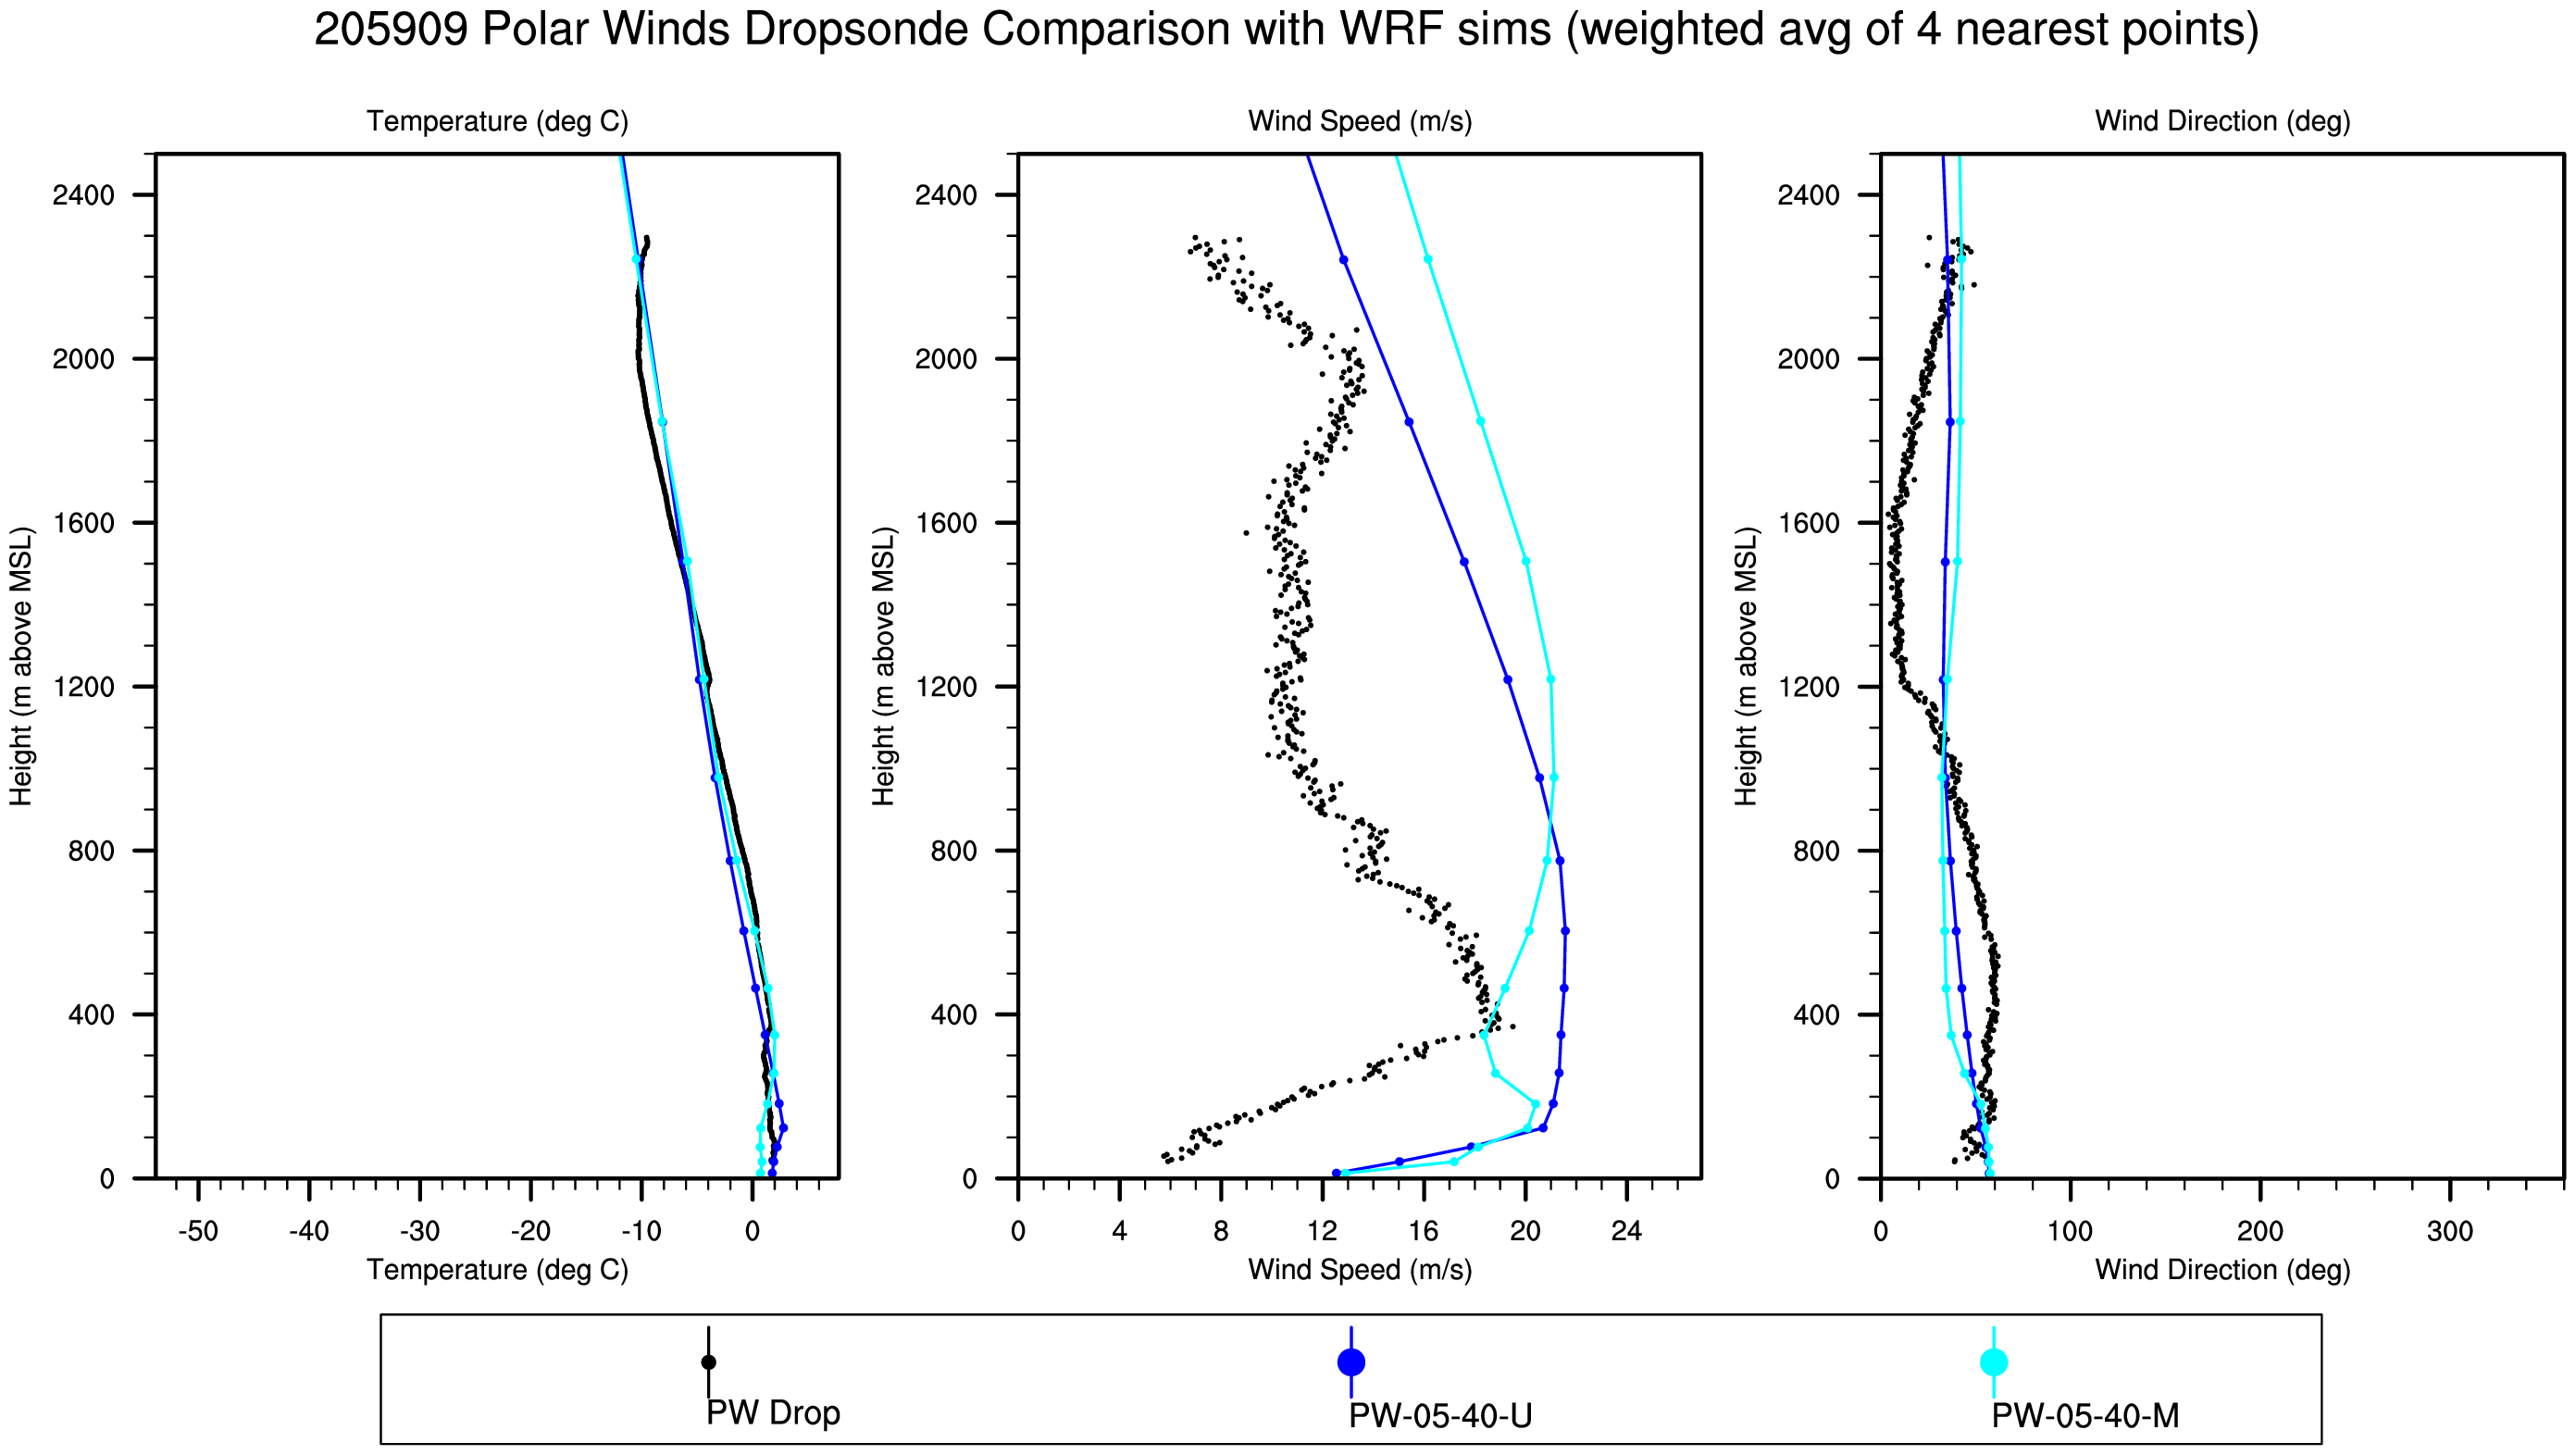 205909 Polar Winds Dropsonde Comparison with WRF sims (weighted avg of 4 nearest points)
Temperature (deg C)
Wind Speed (m/s)
Wind Direction (deg)
Height (m above MSL)
2400
2000
1600
1200
800
400
0
-50 -40 -30 -20 -10 0
Temperature (deg C)
Height (m above MSL)
2400
2000
1600
1200
800
400
0
0 4 8 12 16 20 24
Wind Speed (m/s)
Height (m above MSL)
2400
2000
1600
1200
800
400
0
0 100 200 300
Wind Direction (deg)
PW Drop
PW-05-40-U
PW-05-40-M